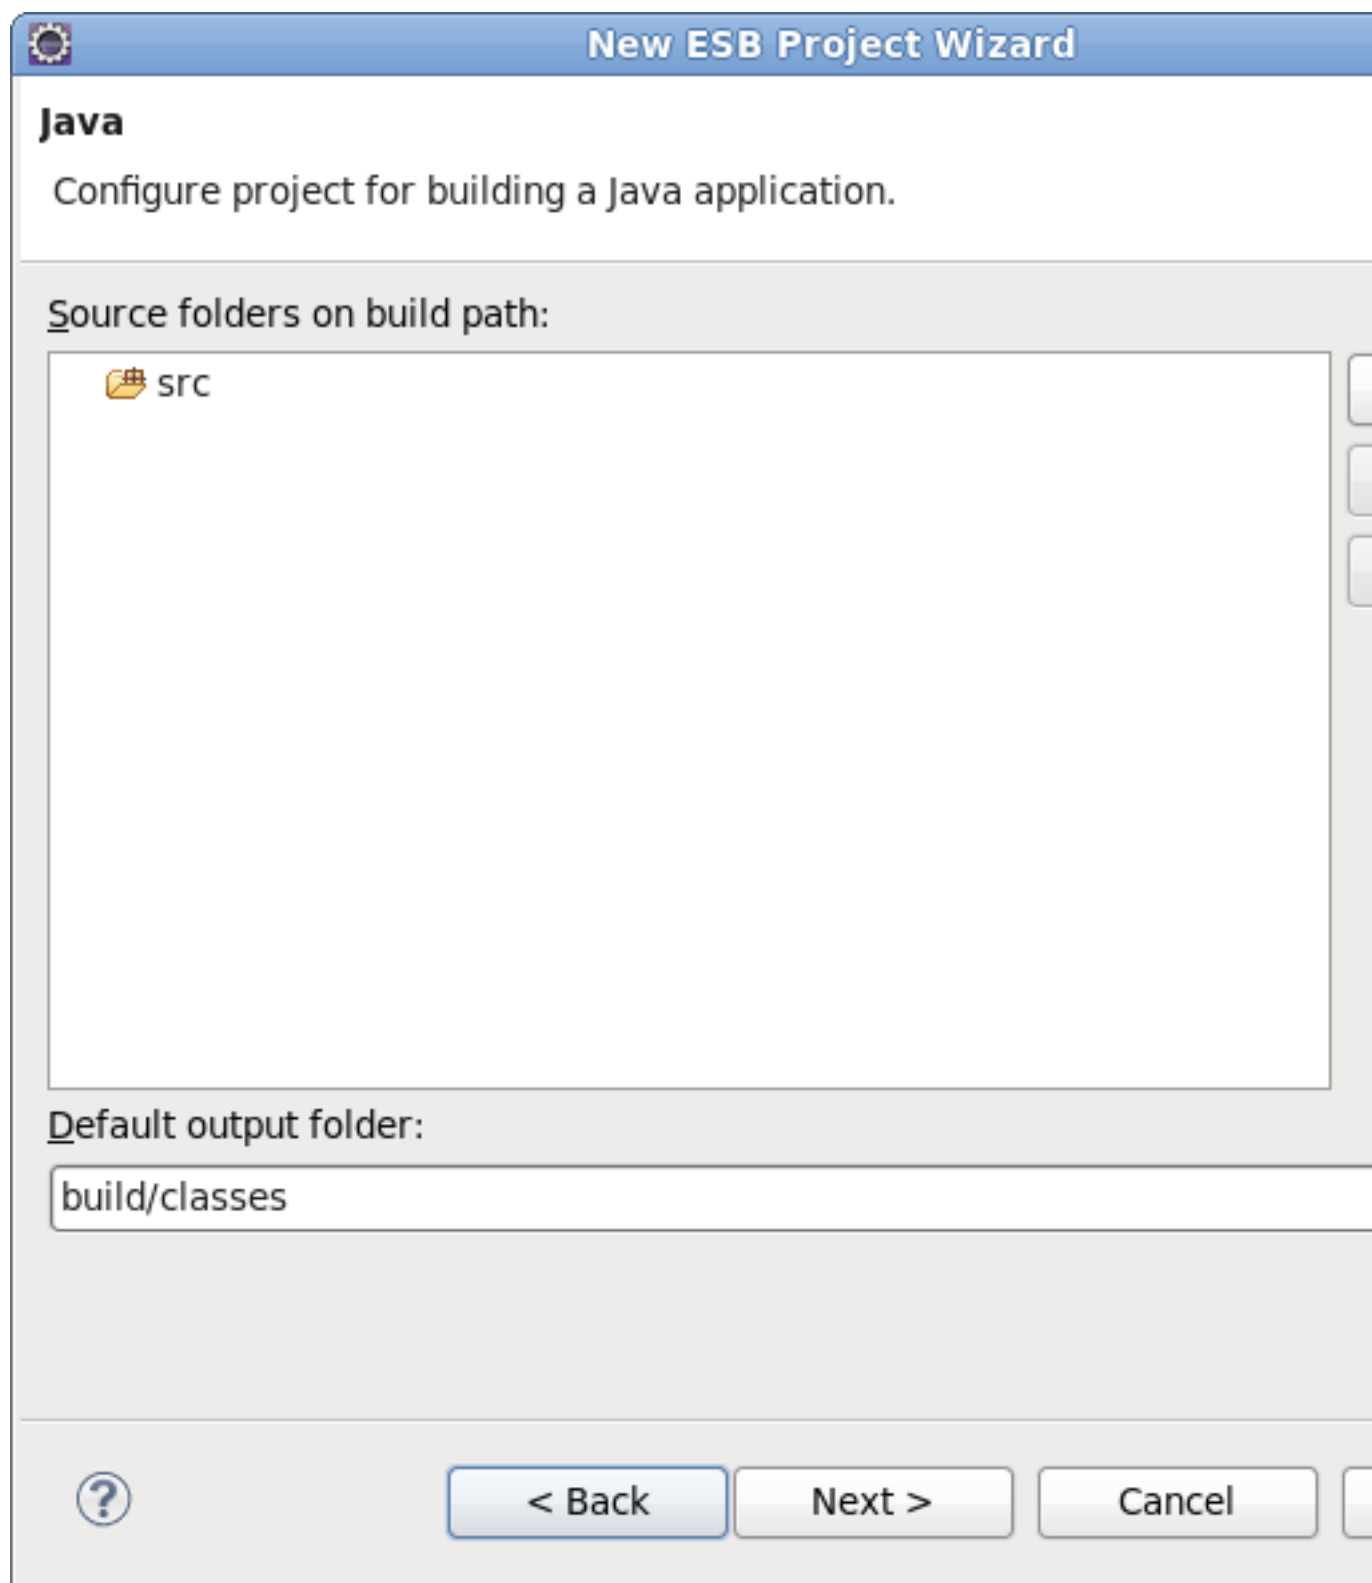 New ESB Project Wizard
Java
Configure project for building a Java application.
Source folders on build path:
src
Default output folder:
build/classes
< Back
Next >
Cancel